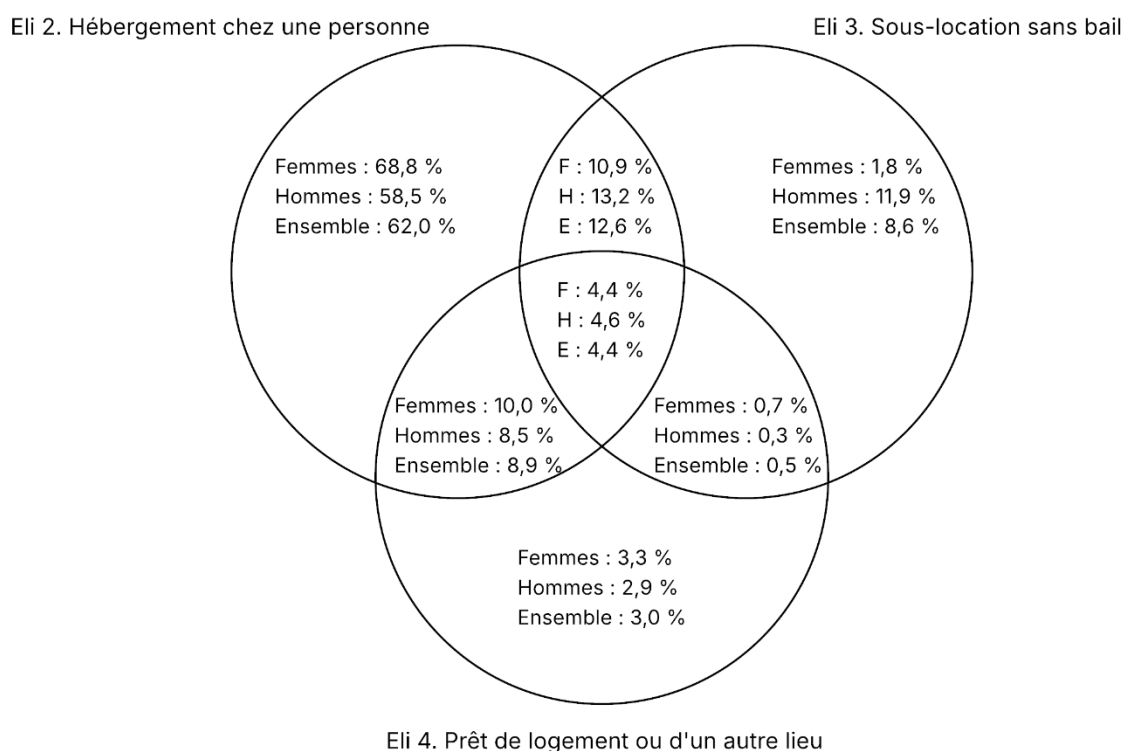 Eli 2. Hébergement chez une personne
Eli 3. Sous-location sans bail
Femmes : 68,8 %
Hommes : 58,5 %
Ensemble : 62,0 %
F : 10,9 %
H : 13,2 %
E : 12,6 %
Femmes : 1,8 %
Hommes : 11,9 %
Ensemble : 8,6 %
F : 4,4 %
H : 4,6 %
E : 4,4 %
Femmes : 10,0 %
Hommes : 8,5 %
Ensemble : 8,9 %
Femmes : 0,7 %
Hommes : 0,3 %
Ensemble : 0,5 %
Femmes : 3,3 %
Hommes : 2,9 %
Ensemble : 3,0 %
Eli 4. Prêt de logement ou d'un autre lieu